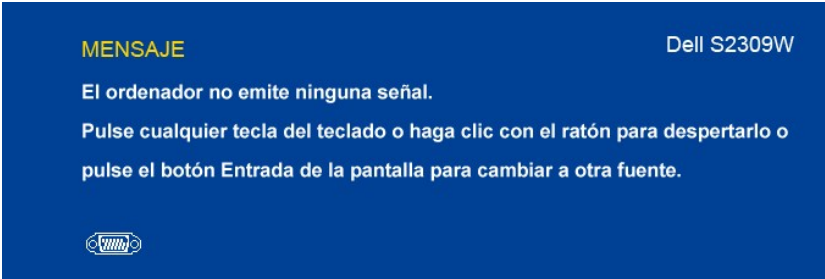 MENSAJE
Dell S2309W
El ordenador no emite ninguna señal.
Pulse cualquier tecla del teclado o haga clic con el ratón para despertarlo o
pulse el botón Entrada de la pantalla para cambiar a otra fuente.